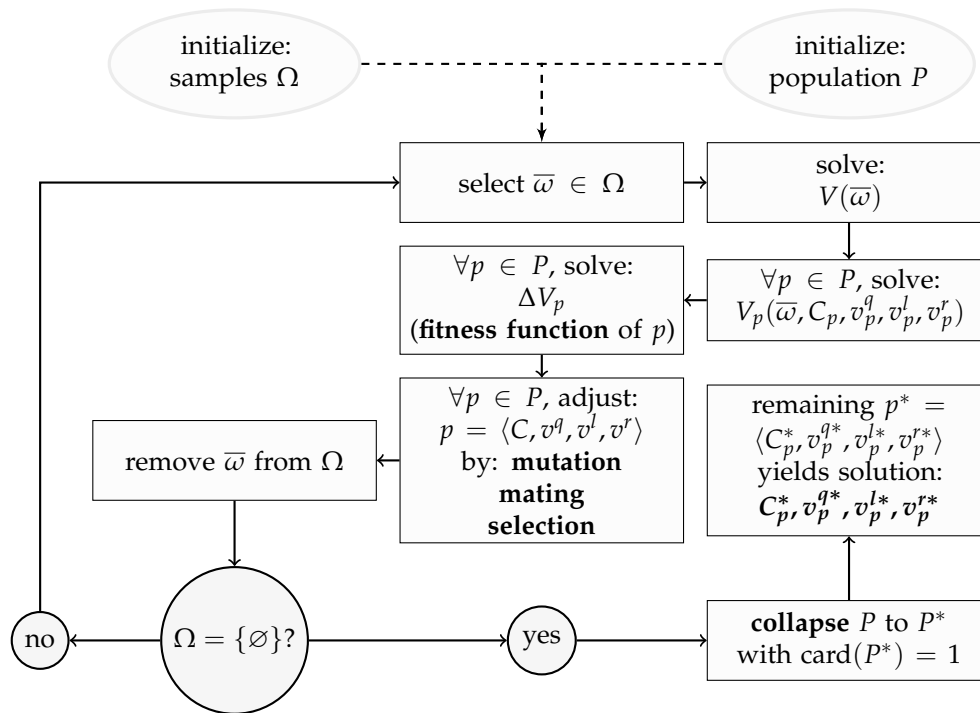 initialize:
samples Ω
initialize:
population P
select ω̅ ∈ Ω
solve:
V(ω̅)
∀p ∈ P, solve:
ΔV_p
(fitness function of p)
∀p ∈ P, solve:
V_p(ω̅, C_p, v_p^q, v_p^l, v_p^r)
∀p ∈ P, adjust:
p = ⟨C, v^q, v^l, v^r⟩
by: mutation
mating
selection
remove ω̅ from Ω
remaining p* =
⟨C_p^*, v_p^{q*}, v_p^{l*}, v_p^{r*}⟩
yields solution:
C_p^*, v_p^{q*}, v_p^{l*}, v_p^{r*}
no
Ω = {∅}?
yes
collapse P to P*
with card(P*) = 1